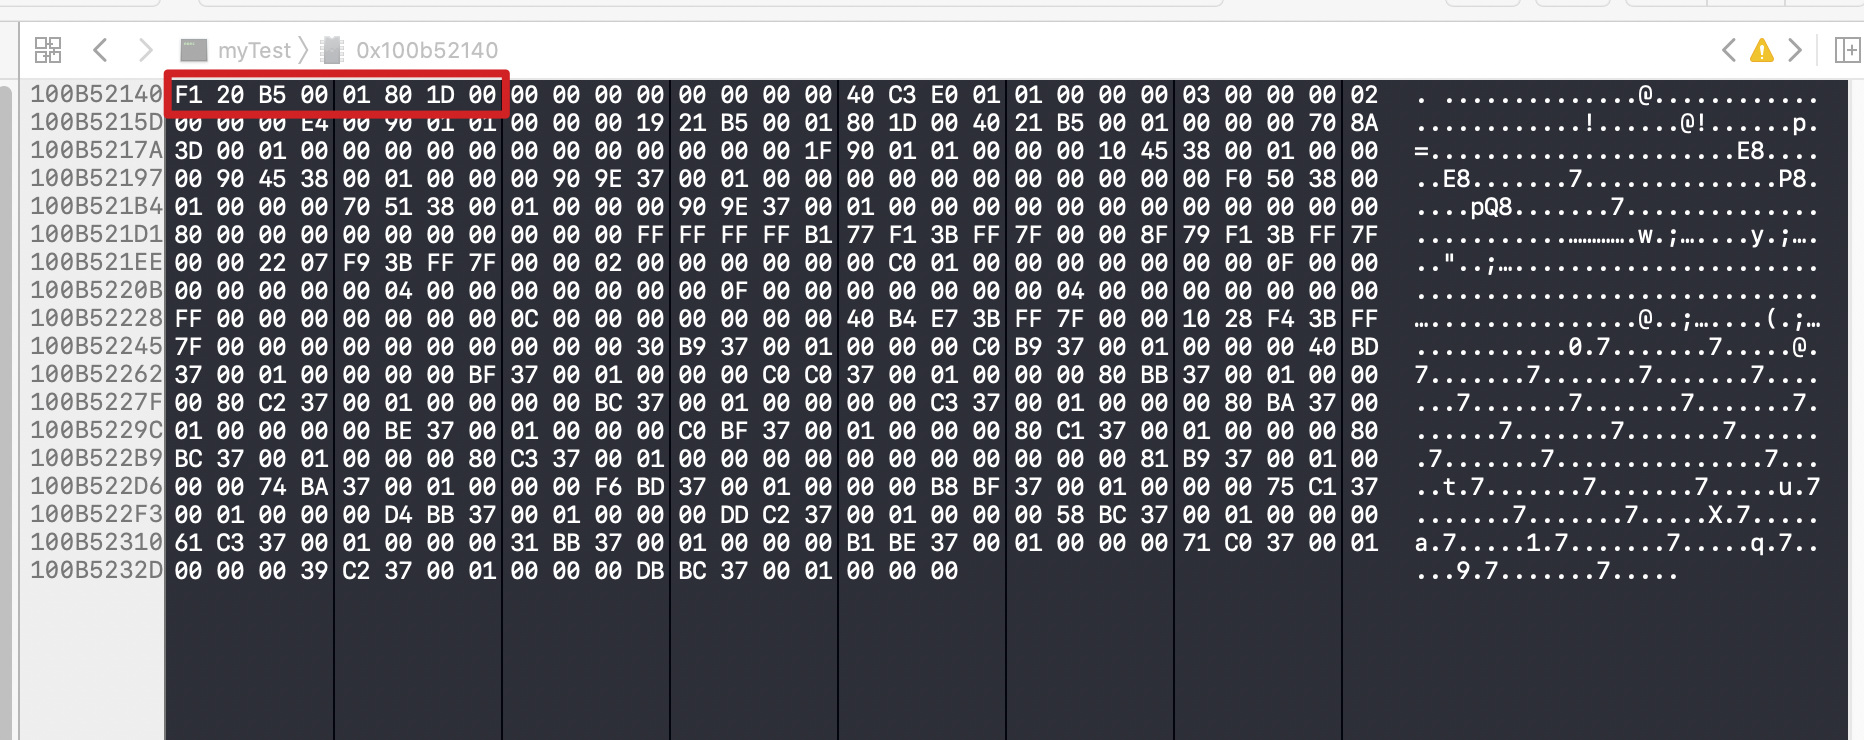 myTest 0x100b52140
100B52140 F1 20 B5 00 01 80 1D 00 00 00 00 00 00 00 00 00 40 C3 E0 01 01 00 00 00 03 00 00 00 02 . ...............@............
100B5215D 00 00 00 E4 00 90 01 01 00 00 00 19 21 B5 00 01 80 1D 00 40 21 B5 00 01 00 00 00 70 8A ............!......@!......p.
100B5217A 3D 00 01 00 00 00 00 00 00 00 00 00 00 00 00 1F 90 01 01 00 00 00 10 45 38 00 01 00 00 =......................E8....
100B52197 00 90 45 38 00 01 00 00 00 90 9E 37 00 01 00 00 00 00 00 00 00 00 00 00 00 F0 50 38 00 ..E8.......7..............P8.
100B521B4 01 00 00 00 70 51 38 00 01 00 00 00 90 9E 37 00 01 00 00 00 00 00 00 00 00 00 00 00 00 ....pQ8.......7..............
100B521D1 80 00 00 00 00 00 00 00 00 00 00 FF FF FF FF B1 77 F1 3B FF 7F 00 00 8F 79 F1 3B FF 7F ...........…………….w.;…....y.;….
100B521EE 00 00 22 07 F9 3B FF 7F 00 00 02 00 00 00 00 00 00 C0 01 00 00 00 00 00 00 00 0F 00 00 .."..;….......................
100B5220B 00 00 00 00 00 04 00 00 00 00 00 00 00 0F 00 00 00 00 00 00 00 04 00 00 00 00 00 00 00 .............................
100B52228 FF 00 00 00 00 00 00 00 0C 00 00 00 00 00 00 00 40 B4 E7 3B FF 7F 00 00 10 28 F4 3B FF ………...............@..;…....(.;…
100B52245 7F 00 00 00 00 00 00 00 00 00 00 30 B9 37 00 01 00 00 00 C0 B9 37 00 01 00 00 00 40 BD ...........0.7.......7.....@.
100B52262 37 00 01 00 00 00 00 BF 37 00 01 00 00 00 C0 C0 37 00 01 00 00 00 80 BB 37 00 01 00 00 7.......7.......7.......7....
100B5227F 00 80 C2 37 00 01 00 00 00 00 BC 37 00 01 00 00 00 00 C3 37 00 01 00 00 00 80 BA 37 00 ...7.......7.......7.......7.
100B5229C 01 00 00 00 00 BE 37 00 01 00 00 00 C0 BF 37 00 01 00 00 00 80 C1 37 00 01 00 00 00 80 ......7.......7.......7......
100B522B9 BC 37 00 01 00 00 00 80 C3 37 00 01 00 00 00 00 00 00 00 00 00 00 00 81 B9 37 00 01 00 .7.......7...............7...
100B522D6 00 00 74 BA 37 00 01 00 00 00 F6 BD 37 00 01 00 00 00 B8 BF 37 00 01 00 00 00 75 C1 37 ..t.7.......7.......7.....u.7
100B522F3 00 01 00 00 00 D4 BB 37 00 01 00 00 00 DD C2 37 00 01 00 00 00 58 BC 37 00 01 00 00 00 .......7.......7.....X.7.....
100B52310 61 C3 37 00 01 00 00 00 31 BB 37 00 01 00 00 00 B1 BE 37 00 01 00 00 00 71 C0 37 00 01 a.7.....1.7.......7.....q.7..
100B5232D 00 00 00 39 C2 37 00 01 00 00 00 DB BC 37 00 01 00 00 00 ...9.7.......7.....